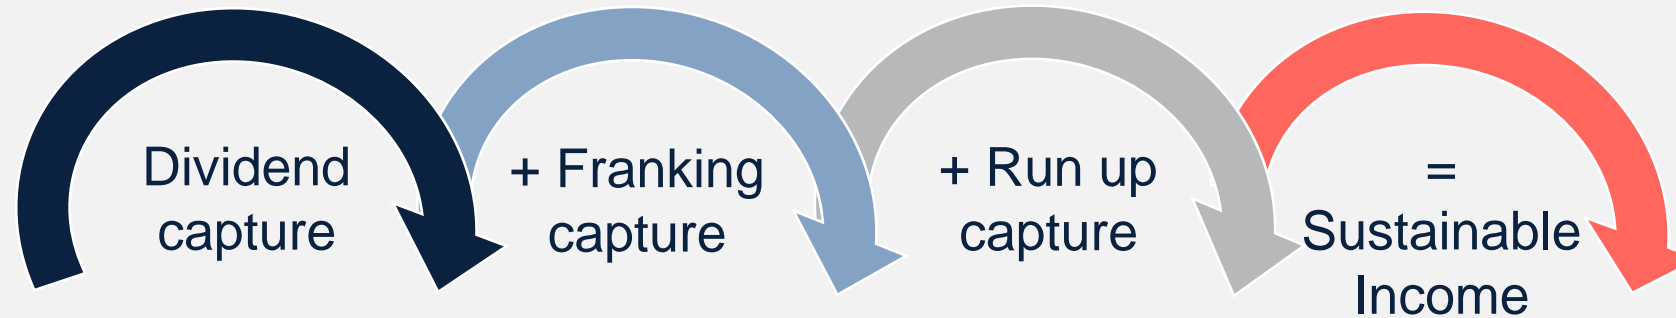 Dividend
capture
+ Franking
capture
+ Run up
capture
=
Sustainable
Income